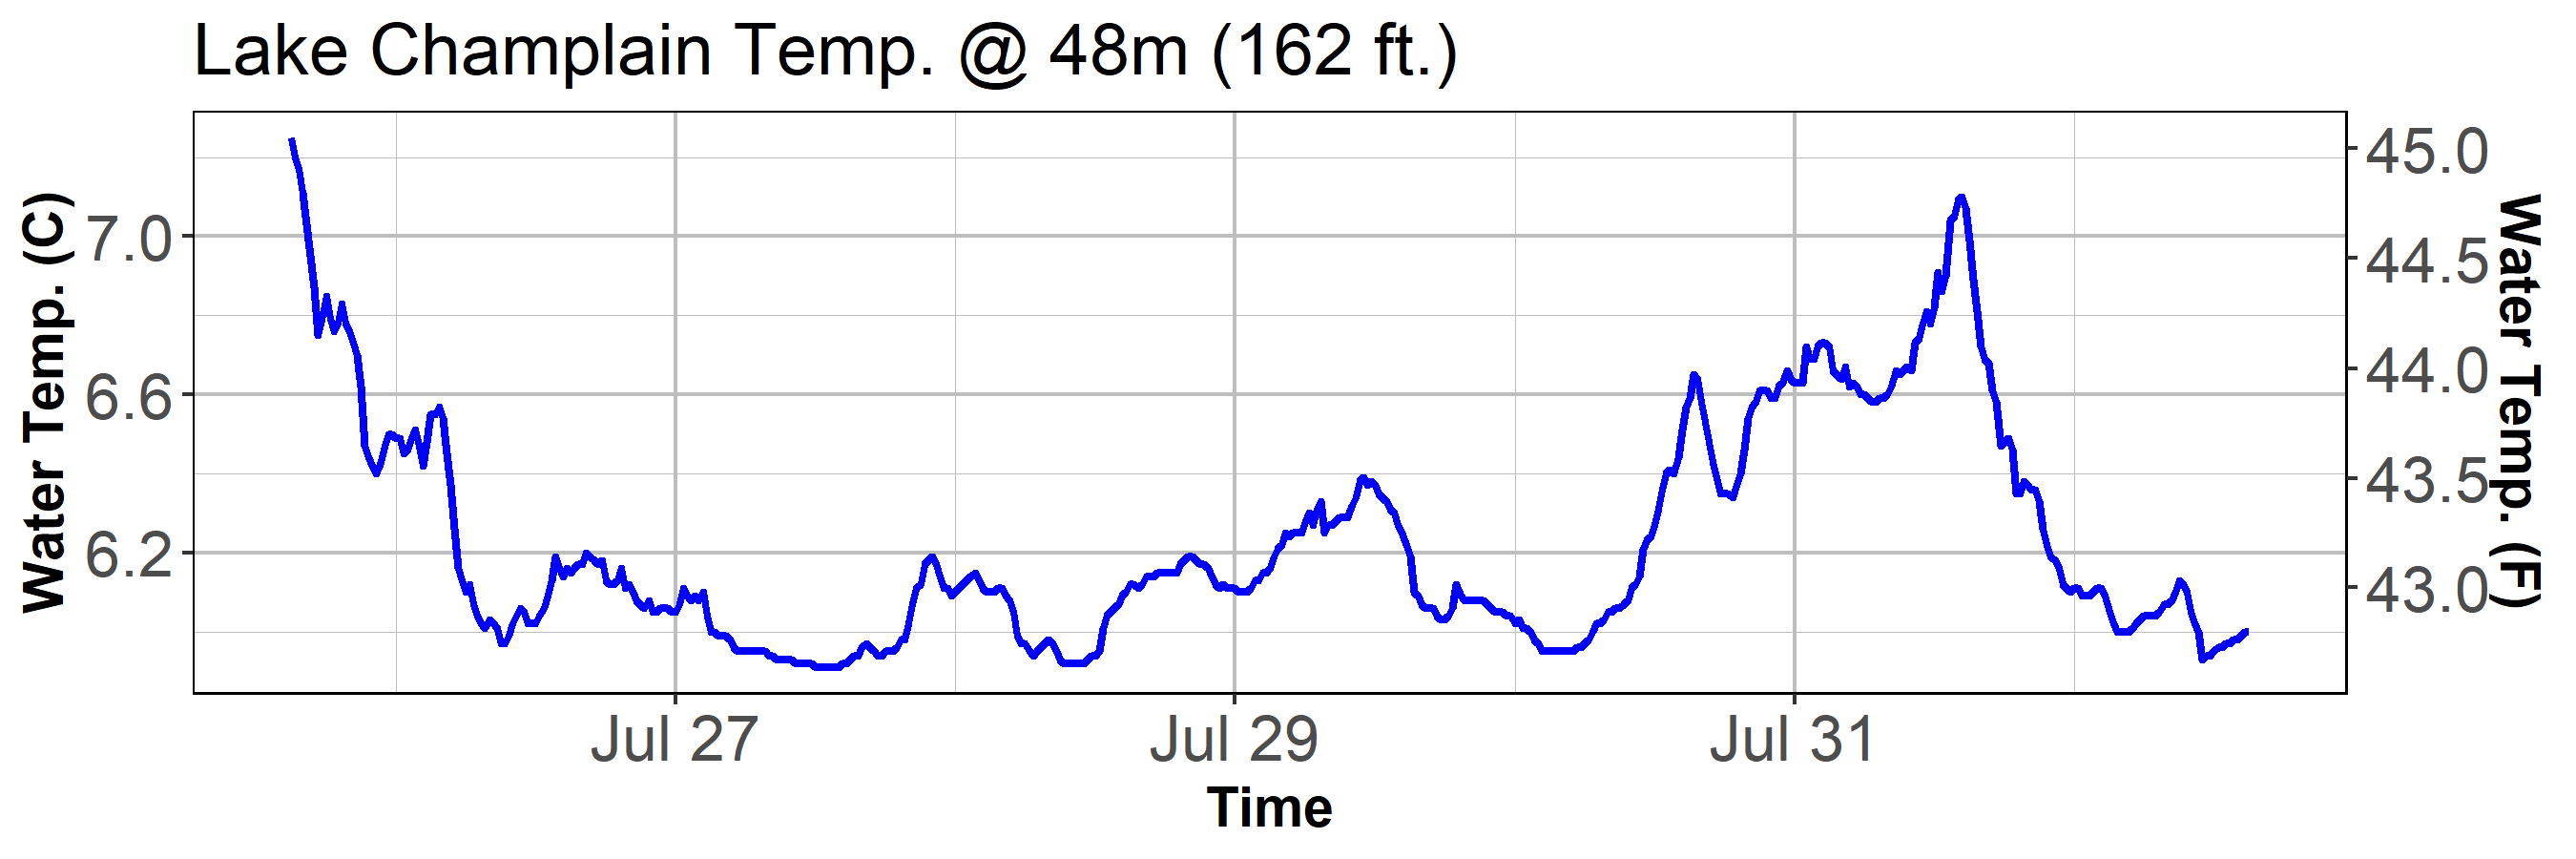 Lake Champlain Temp. @ 48m (162 ft.)
Water Temp. (C)
7.0
6.6
6.2
45.0
44.5
44.0
43.5
43.0
Water Temp. (F)
Jul 27 Jul 29 Jul 31
Time